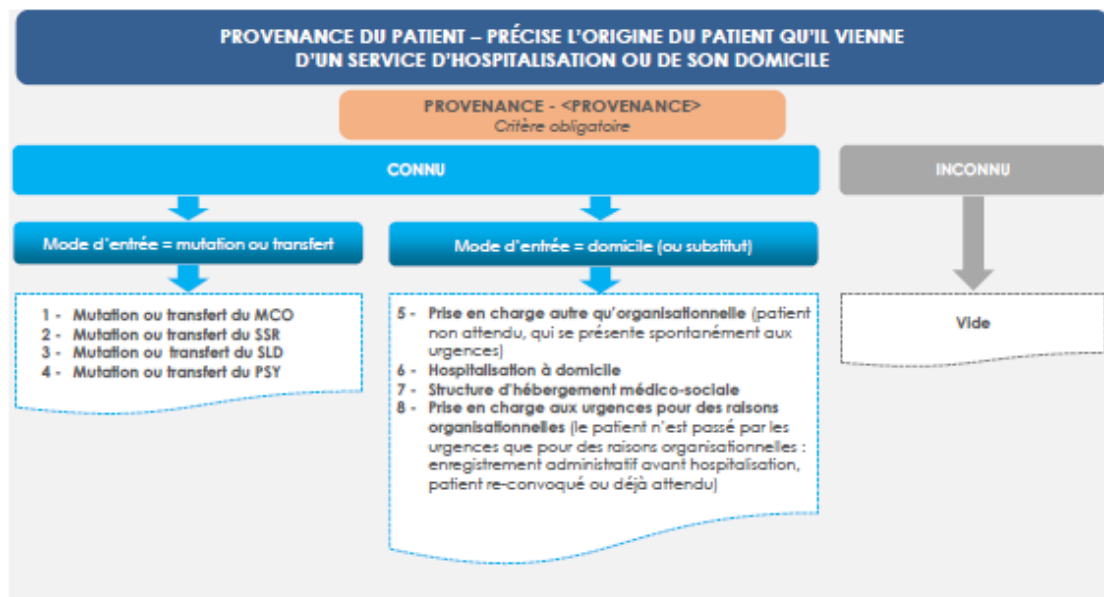 PROVENANCE DU PATIENT – PRÉCISE L'ORIGINE DU PATIENT QU'IL VIENNE
D'UN SERVICE D'HOSPITALISATION OU DE SON DOMICILE
PROVENANCE - <PROVENANCE>
Critère obligatoire
CONNU
INCONNU
Mode d'entrée = mutation ou transfert
Mode d'entrée = domicile (ou substitut)
1 - Mutation ou transfert du MCO
2 - Mutation ou transfert du SSR
3 - Mutation ou transfert du SLD
4 - Mutation ou transfert du PSY
5 - Prise en charge autre qu'organisationnelle (patient
non attendu, qui se présente spontanément aux
urgences)
6 - Hospitalisation à domicile
7 - Structure d'hébergement médico-sociale
8 - Prise en charge aux urgences pour des raisons
organisationnelles (le patient n'est passé par les
urgences que pour des raisons organisationnelles :
enregistrement administratif avant hospitalisation,
patient re-convoqué ou déjà attendu)
Vide